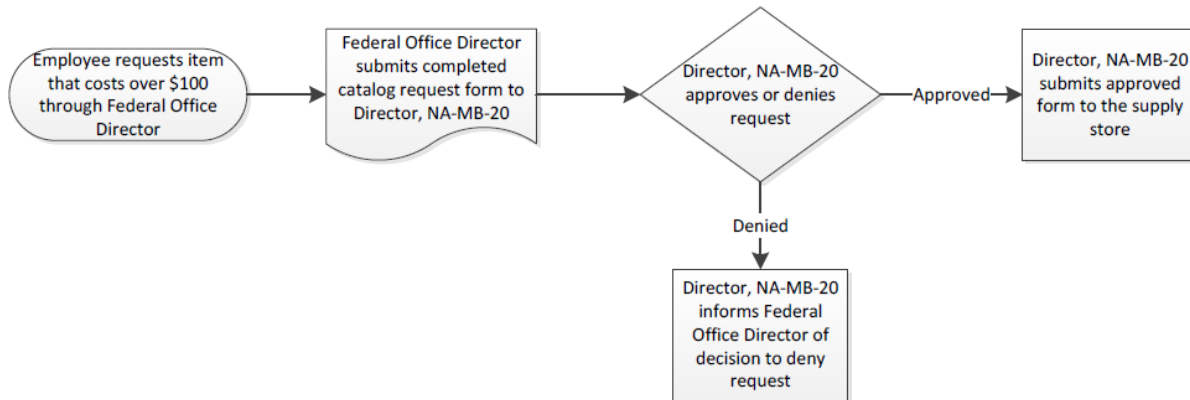 Employee requests item
that costs over $100
through Federal Office
Director
Federal Office Director
submits completed
catalog request form to
Director, NA-MB-20
Director, NA-MB-20
approves or denies
request
Approved
Director, NA-MB-20
submits approved
form to the supply
store
Denied
Director, NA-MB-20
informs Federal
Office Director of
decision to deny
request